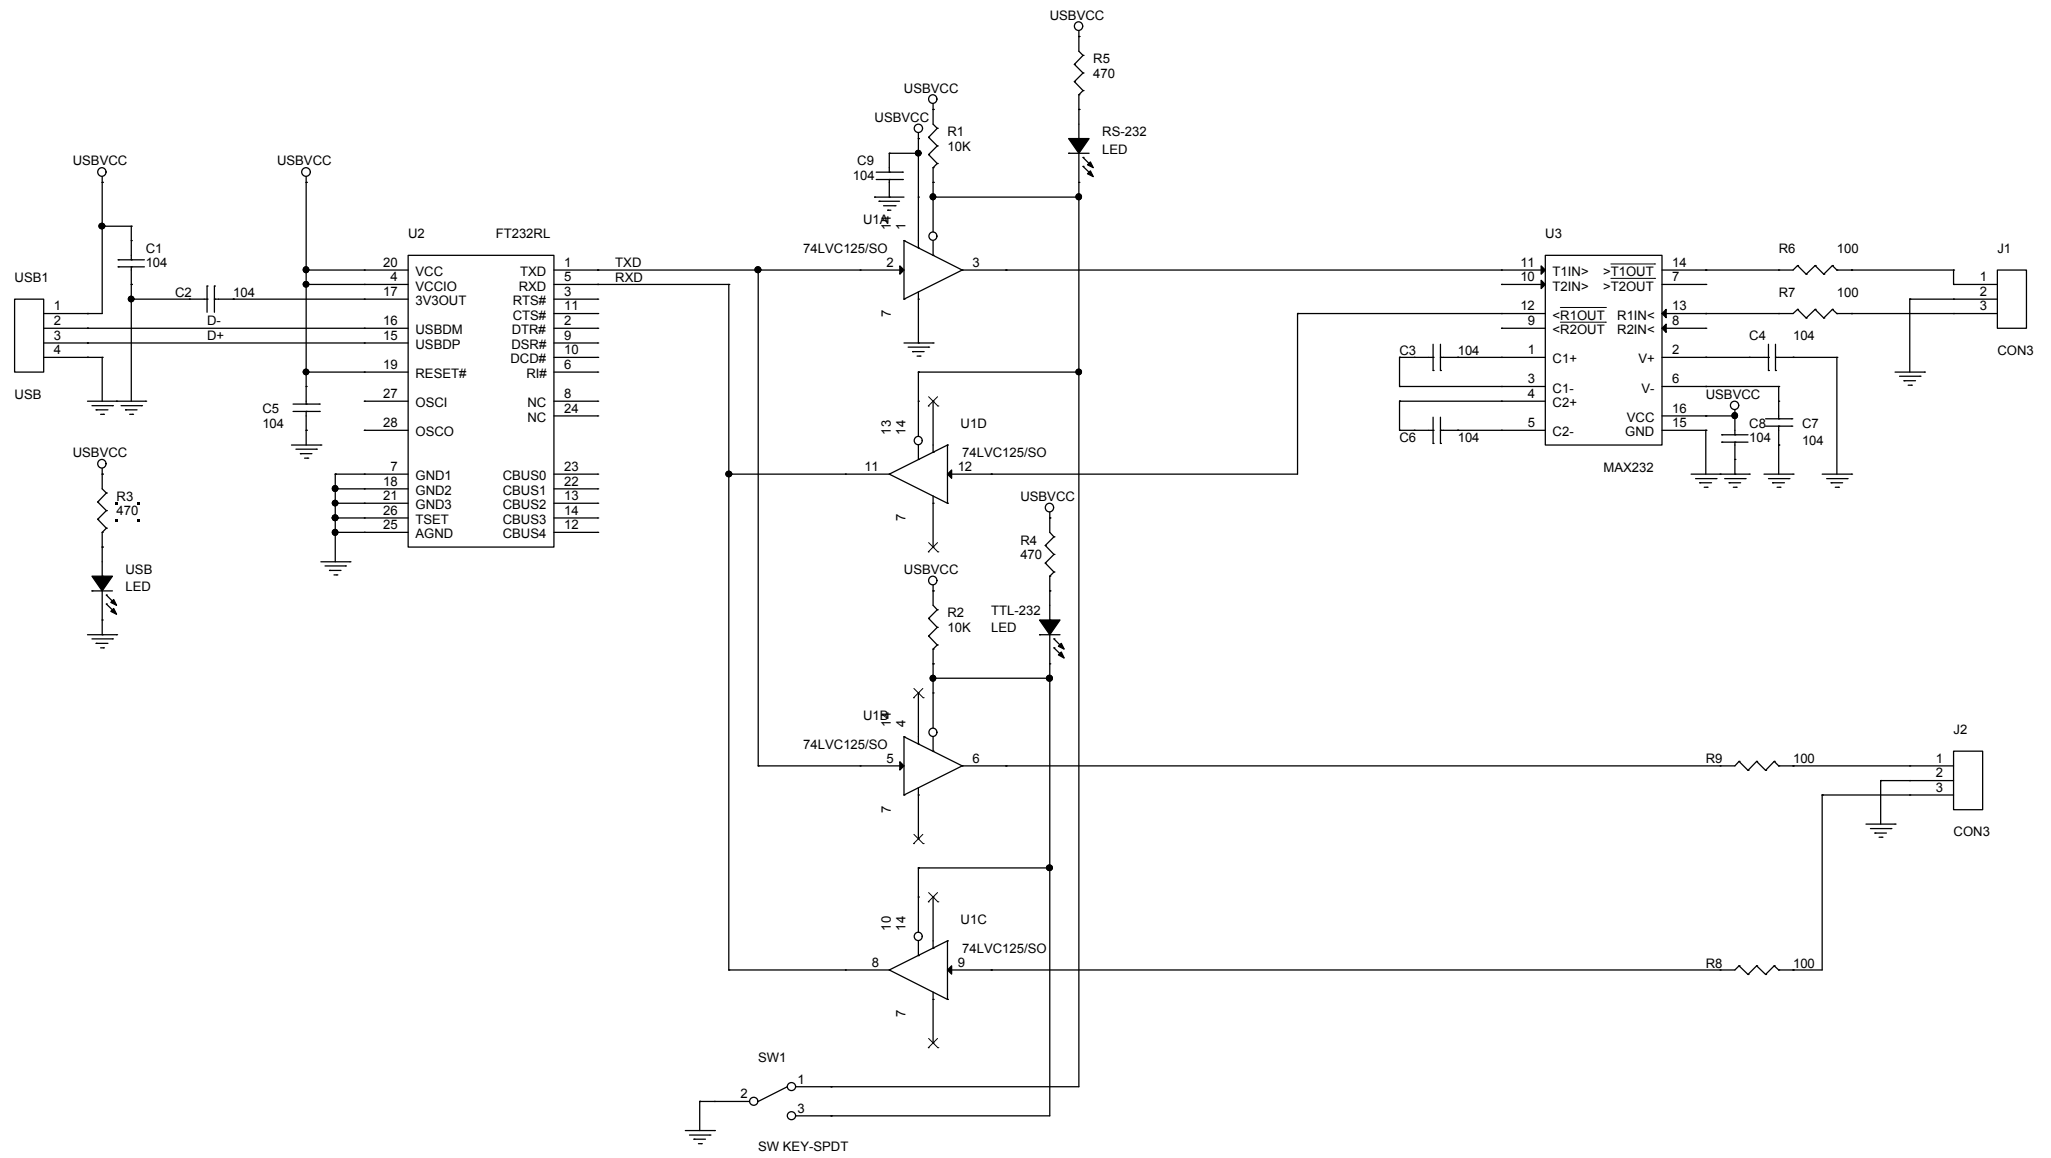 USBVCC
R5
470
RS-232
LED
USBVCC
USBVCC
R1
10K
C9
104
U1A
14
1
74LVC125/SO
2
3
7
USBVCC
C1
104
USB1
1
2
3
4
USB
C2
104
D-
D+
USBVCC
C5
104
USBVCC
R3
470
USB
LED
U2
FT232RL
20
VCC
4
VCCIO
17
3V3OUT
16
USBDM
15
USBDP
19
RESET#
27
OSCI
28
OSCO
7
GND1
18
GND2
21
GND3
26
TSET
25
AGND
TXD
1
TXD
RXD
5
RXD
RTS#
3
CTS#
11
DTR#
2
DSR#
9
DCD#
10
RI#
6
NC
8
NC
24
CBUS0
23
CBUS1
22
CBUS2
13
CBUS3
14
CBUS4
12
13
14
U1D
74LVC125/SO
11
12
7
USBVCC
R4
470
TTL-232
LED
USBVCC
R2
10K
U1B
14
4
74LVC125/SO
5
6
7
10
14
U1C
74LVC125/SO
8
9
7
SW1
1
2
3
SW KEY-SPDT
U3
11
T1IN>
10
T2IN>
12
<R1OUT
9
<R2OUT
1
C1+
3
C1-
4
C2+
5
C2-
>T1OUT
14
>T2OUT
7
R1IN<
13
R2IN<
8
V+
2
V-
6
VCC
16
GND
15
MAX232
C3
104
C6
104
R6
100
R7
100
C4
104
USBVCC
C8
104
C7
104
J1
1
2
3
CON3
R9
100
R8
100
J2
1
2
3
CON3